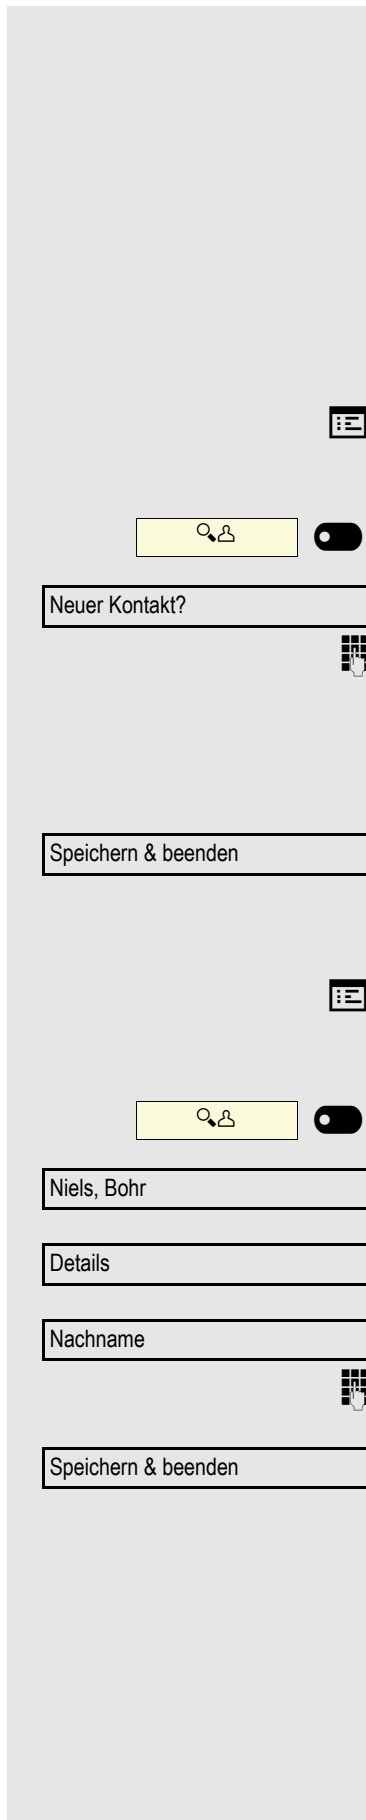 Neuer Kontakt?
Speichern & beenden
Niels, Bohr
Details
Nachname
Speichern & beenden